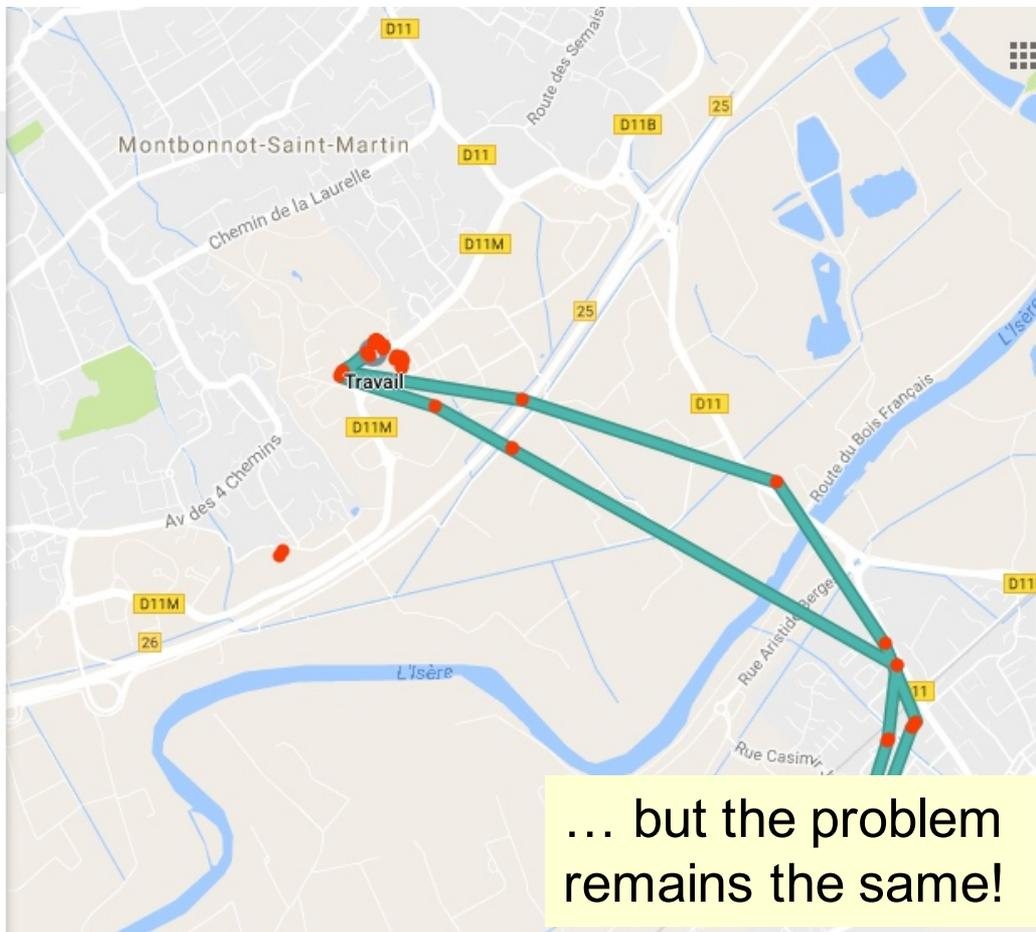 D11
Route des Semais
25
D11B
Montbonnot-Saint-Martin
D11
Chemin de la Laurelle
D11M
25
L'Isère
Travail
D11
Route du Bois Français
D11M
Av des 4 Chemins
D11
D11M
Rue Aristide Berges
26
L'Isère
11
Rue Casimir
… but the problem
remains the same!